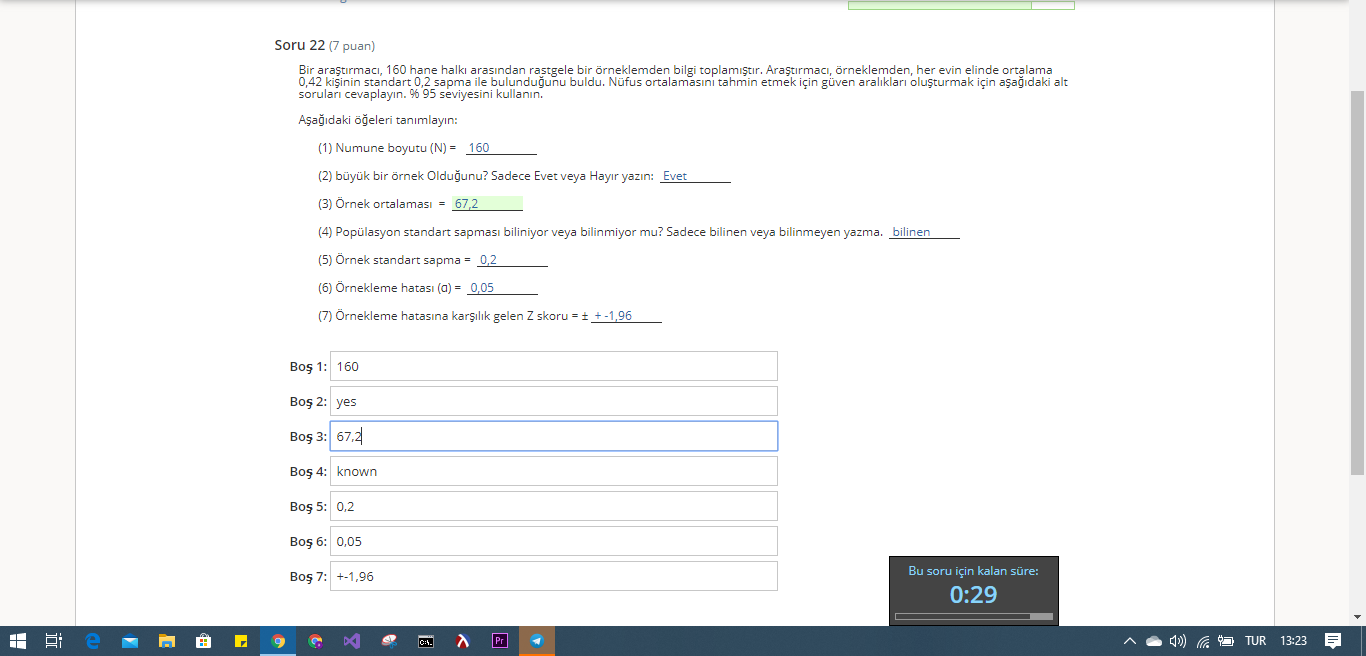 Soru 22 (7 puan)
Bir araştırmacı, 160 hane halkı arasından rastgele bir örneklemden bilgi toplamıştır. Araştırmacı, örneklemden, her evin elinde ortalama
0,42 kişinin standart 0,2 sapma ile bulunduğunu buldu. Nüfus ortalamasını tahmin etmek için güven aralıkları oluşturmak için aşağıdaki alt
soruları cevaplayın. % 95 seviyesini kullanın.
Aşağıdaki öğeleri tanımlayın:
(1) Numune boyutu (N) = 160
(2) büyük bir örnek Olduğunu? Sadece Evet veya Hayır yazın: Evet
(3) Örnek ortalaması = 67,2
(4) Popülasyon standart sapması biliniyor veya bilinmiyor mu? Sadece bilinen veya bilinmeyen yazma. bilinen
(5) Örnek standart sapma = 0,2
(6) Örnekleme hatası (α) = 0,05
(7) Örnekleme hatasına karşılık gelen Z skoru = ± + -1,96
Boş 1: 160
Boş 2: yes
Boş 3: 67,2
Boş 4: known
Boş 5: 0,2
Boş 6: 0,05
Boş 7: +-1,96
Bu soru için kalan süre:
0:29
C:\
Pr
TUR
13:23